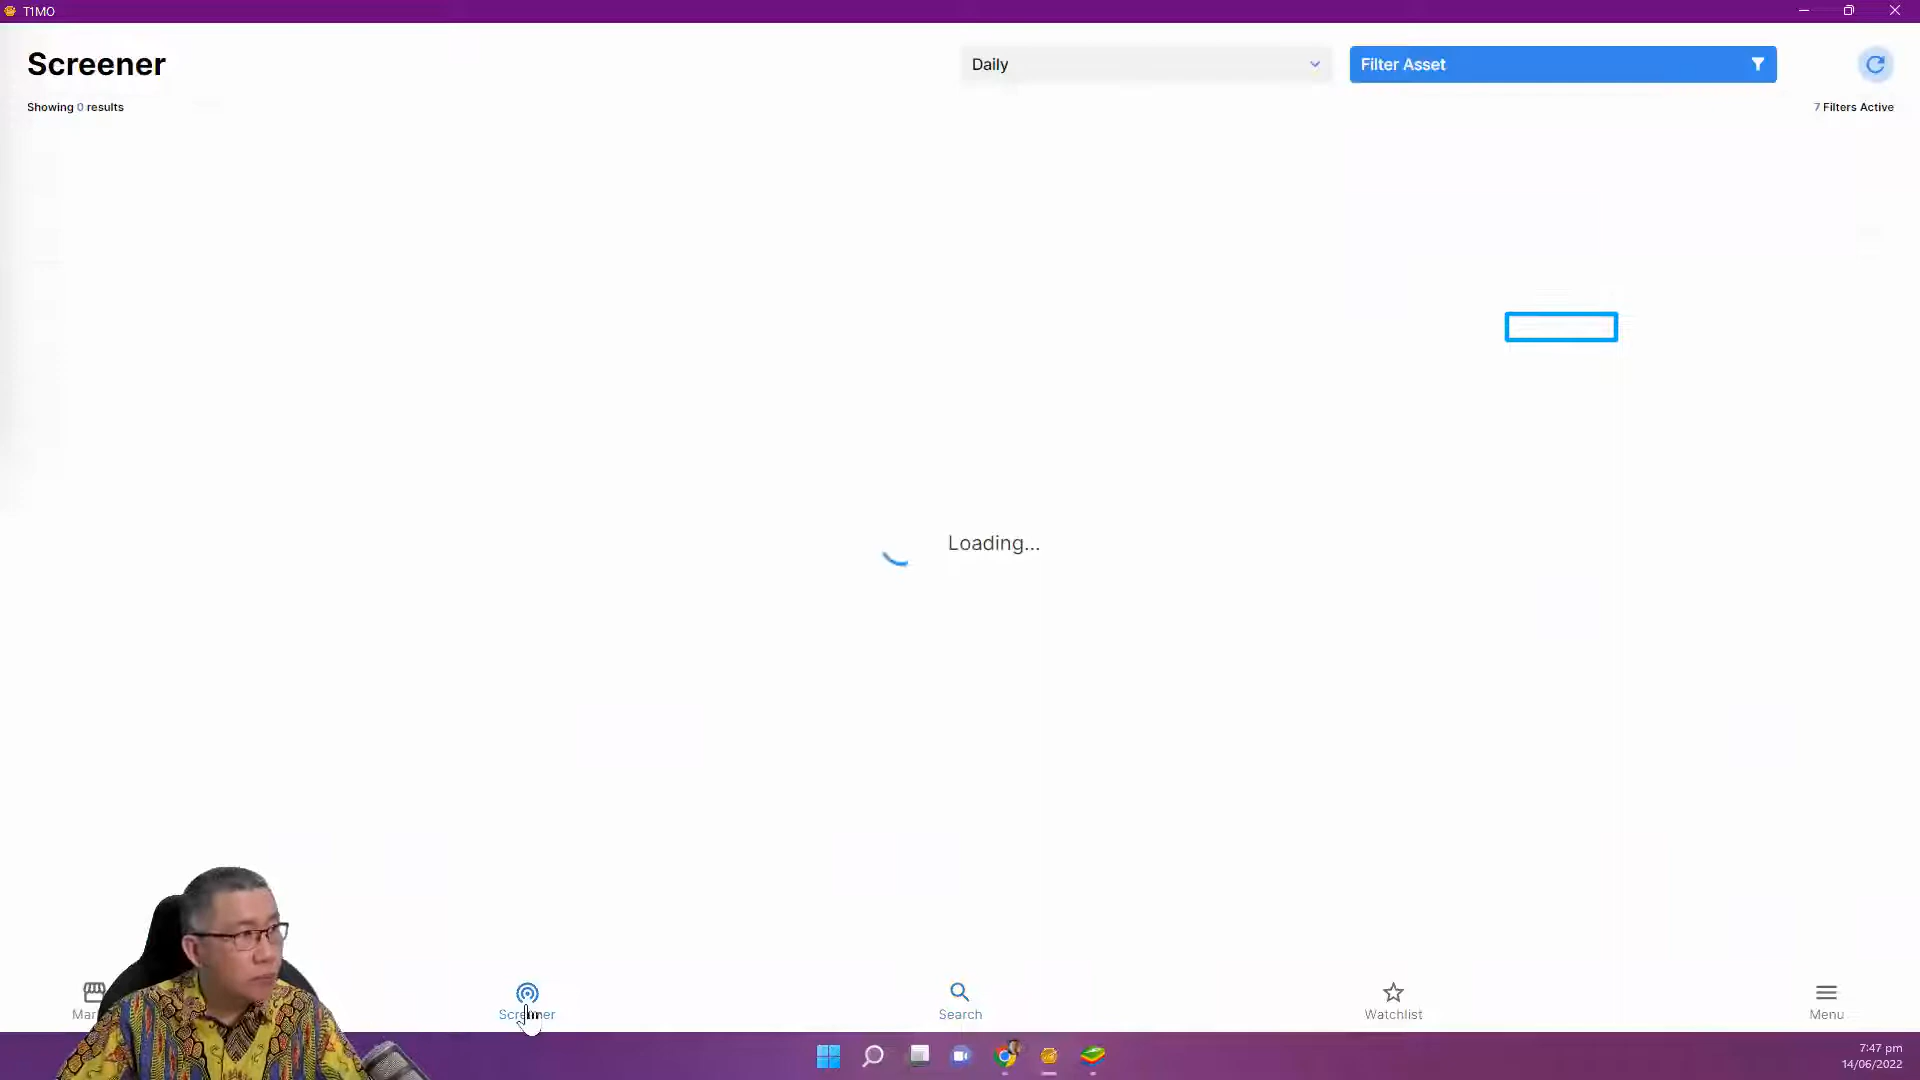 T1MO
Screener
Daily
Filter Asset
Showing 0 results
7 Filters Active
Loading...
Screener
Search
Watchlist
Menu
7:47 pm
14/06/2022